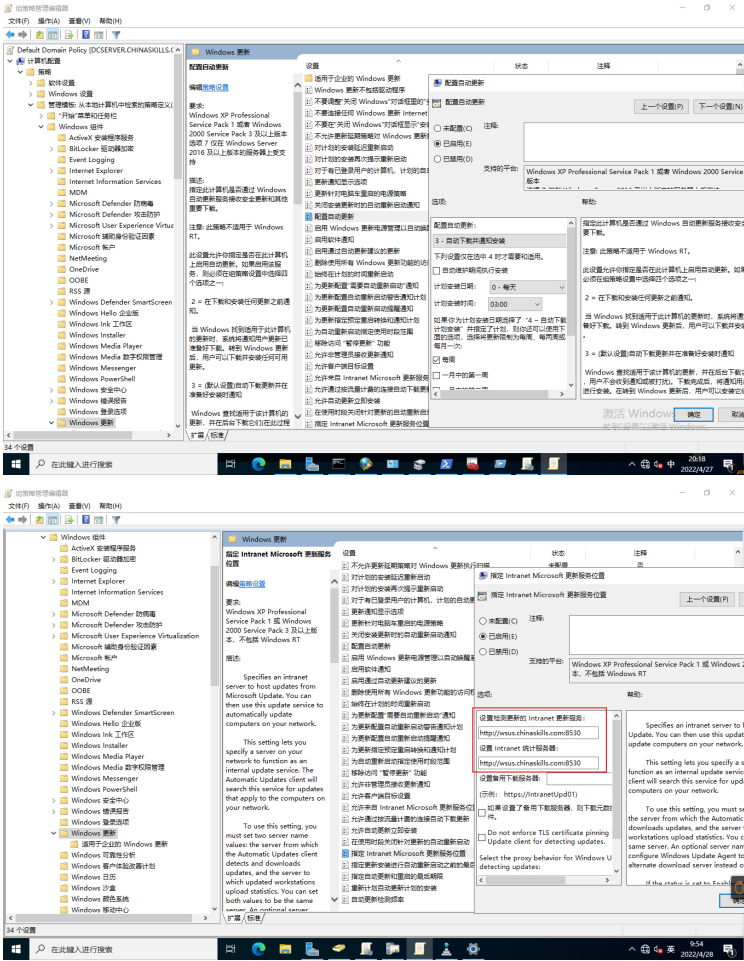 组策略管理编辑器
文件(F) 操作(A) 查看(V) 帮助(H)
Default Domain Policy [DCSERVER.CHINASKILLS.C
计算机配置
策略
软件设置
Windows 设置
管理模板: 从本地计算机中检索的策略定义(
"开始"菜单和任务栏
Windows 组件
ActiveX 安装程序服务
BitLocker 驱动器加密
Event Logging
Internet Explorer
Internet Information Services
MDM
Microsoft Defender 防病毒
Microsoft Defender 攻击防护
Microsoft User Experience Virtua
Microsoft 辅助身份验证因素
Microsoft 帐户
NetMeeting
OneDrive
OOBE
RSS 源
Windows Defender SmartScreen
Windows Hello 企业版
Windows Ink 工作区
Windows Installer
Windows Media Player
Windows Media 数字权限管理
Windows Messenger
Windows PowerShell
Windows 安全中心
Windows 错误报告
Windows 登录选项
Windows 更新
Windows 更新
配置自动更新
编辑策略设置
要求:
Windows XP Professional
Service Pack 1 或者 Windows
2000 Service Pack 3 及以上版本
选项 7 仅在 Windows Server
2016 及以上版本的服务器上受支
持
描述:
指定此计算机是否通过 Windows
自动更新服务接收安全更新和其他
重要下载。
注意: 此策略不适用于 Windows
RT。
此设置允许你指定是否在此计算机
上启用自动更新。如果启用该服
务，则必须在组策略设置中选择四
个选项之一:
2 = 在下载和安装任何更新之前通
知。
当 Windows 找到适用于此计算机
的更新时，系统将通知用户更新已
准备好下载。转到 Windows 更新
后，用户可以下载并安装任何可用
更新。
3 = (默认设置)自动下载更新并在
准备好安装时通知
Windows 查找适用于该计算机的
更新，并在后台下载它们(在此过程
设置
状态
注释
适用于企业的 Windows 更新
Windows 更新不包括驱动程序
不要调整"关闭 Windows"对话框里的"
不要连接任何 Windows 更新 Internet
不要在"关闭 Windows"对话框显示"安
不允许更新延期策略对 Windows 更新
对计划的安装延迟重新启动
对计划的安装再次提示重新启动
对于有已登录用户的计算机，计划的自
更新通知显示选项
更新针对电脑车重启的电源策略
关闭安装更新时的自动重新启动通知
配置自动更新
启用 Windows 更新电源管理以自动唤
启用软件通知
启用通过自动更新建议的更新
删除使用所有 Windows 更新功能的访
始终在计划的时间重新启动
为更新配置"需要自动重新启动"通知
为更新配置自动重新启动警告通知计划
为更新配置自动重新启动提醒通知
为更新指定预定重启转换和通知计划
为自动重新启动指定使用时段范围
移除访问 "暂停更新" 功能
允许非管理员接收更新通知
允许客户端目标设置
允许来自 Intranet Microsoft 更新服务
允许通过按流量计费的连接自动下载更
允许自动更新立即安装
在使用时段关闭针对更新的自动重新启
指定 Intranet Microsoft 更新服务位置
扩展 标准
34 个设置
配置自动更新
配置自动更新
上一个设置(P) 下一个设置(N)
未配置(C) 注释:
已启用(E)
已禁用(D)
支持的平台: Windows XP Professional Service Pack 1 或者 Windows 2000 Service
版本
选项: 帮助:
配置自动更新:
3 - 自动下载并通知安装
下列设置仅在选中 4 时才需要和适用。
自动维护期间执行安装
计划安装日期: 0 - 每天
计划安装时间: 03:00
如果你为计划安装日期选择了 "4 – 自动下载
计划安装" 并指定了计划，则你还可以使用下
面的选项，选择将更新限制为每周、每两周或
每月一次:
每周
一月中的第一周
指定此计算机是否通过 Windows 自动更新服务接收安全
要下载。
注意: 此策略不适用于 Windows RT。
此设置允许你指定是否在此计算机上启用自动更新。如果
必须在组策略设置中选择四个选项之一:
2 = 在下载和安装任何更新之前通知。
当 Windows 找到适用于此计算机的更新时，系统将通
备好下载。转到 Windows 更新后，用户可以下载并安
。
3 = (默认设置)自动下载更新并在准备好安装时通知
Windows 查找适用于该计算机的更新，并在后台下载它
，用户不会收到通知或被打扰)。下载完成后，将通知用
进行安装。在转到 Windows 更新后，用户可以安装它
激活 Windows
确定 取消
在此键入进行搜索
中 20:18
2022/4/27
组策略管理编辑器
文件(F) 操作(A) 查看(V) 帮助(H)
Windows 组件
ActiveX 安装程序服务
BitLocker 驱动器加密
Event Logging
Internet Explorer
Internet Information Services
MDM
Microsoft Defender 防病毒
Microsoft Defender 攻击防护
Microsoft User Experience Virtualization
Microsoft 辅助身份验证因素
Microsoft 帐户
NetMeeting
OneDrive
OOBE
RSS 源
Windows Defender SmartScreen
Windows Hello 企业版
Windows Ink 工作区
Windows Installer
Windows Media Player
Windows Media 数字权限管理
Windows Messenger
Windows PowerShell
Windows 安全中心
Windows 错误报告
Windows 登录选项
Windows 更新
适用于企业的 Windows 更新
Windows 可靠性分析
Windows 客户体验改善计划
Windows 日历
Windows 沙盒
Windows 颜色系统
Windows 移动中心
Windows 更新
指定 Intranet Microsoft 更新服务
位置
编辑策略设置
要求:
Windows XP Professional
Service Pack 1 或 Windows
2000 Service Pack 3 及以上版
本，不包括 Windows RT
描述:
Specifies an intranet
server to host updates from
Microsoft Update. You can
then use this update service to
automatically update
computers on your network.
This setting lets you
specify a server on your
network to function as an
internal update service. The
Automatic Updates client will
search this service for updates
that apply to the computers on
your network.
To use this setting, you
must set two server name
values: the server from which
the Automatic Updates client
detects and downloads
updates, and the server to
which updated workstations
upload statistics. You can set
both values to be the same
server. An optional server
设置
状态
注释
不允许更新延期策略对 Windows 更新执行扫描 未配置 否
对计划的安装延迟重新启动
对计划的安装再次提示重新启动
对于有已登录用户的计算机，计划的自动更
更新通知显示选项
更新针对电脑车重启的电源策略
关闭安装更新时的自动重新启动通知
配置自动更新
启用 Windows 更新电源管理以自动唤醒系
启用软件通知
启用通过自动更新建议的更新
删除使用所有 Windows 更新功能的访问权
始终在计划的时间重新启动
为更新配置"需要自动重新启动"通知
为更新配置自动重新启动警告通知计划
为更新配置自动重新启动提醒通知
为更新指定预定重启转换和通知计划
为自动重新启动指定使用时段范围
移除访问 "暂停更新" 功能
允许非管理员接收更新通知
允许客户端目标设置
允许来自 Intranet Microsoft 更新服务位
允许通过按流量计费的连接自动下载更新
允许自动更新立即安装
在使用时段关闭针对更新的自动重新启动
指定 Intranet Microsoft 更新服务位置
指定更新安装进行自动重新启动之前的最后
指定自动更新和重启的最后期限
重新计划自动更新计划的安装
自动更新检测频率
扩展 标准
34 个设置
指定 Intranet Microsoft 更新服务位置
指定 Intranet Microsoft 更新服务位置
上一个设置(P)
未配置(C) 注释:
已启用(E)
已禁用(D)
支持的平台: Windows XP Professional Service Pack 1 或 Windows 2
本，不包括 Windows RT
选项: 帮助:
设置检测更新的 Intranet 更新服务:
http://wsus.chinaskills.com:8530
设置 Intranet 统计服务器:
http://wsus.chinaskills.com:8530
设置备用下载服务器:
(示例: https://IntranetUpd01)
如果设置了备用下载服务器，则下载元数据
件。
Do not enforce TLS certificate pinning
Update client for detecting updates.
Select the proxy behavior for Windows U
detecting updates:
Specifies an intranet server to
Update. You can then use this updat
update computers on your network.
This setting lets you specify a s
function as an internal update servic
client will search this service for upd
computers on your network.
To use this setting, you must se
the server from which the Automatic
downloads updates, and the server
workstations upload statistics. You c
same server. An optional server nam
configure Windows Update Agent to
alternate download server instead o
If the status is set to Enabl
确定
在此键入进行搜索
英 9:54
2022/4/28